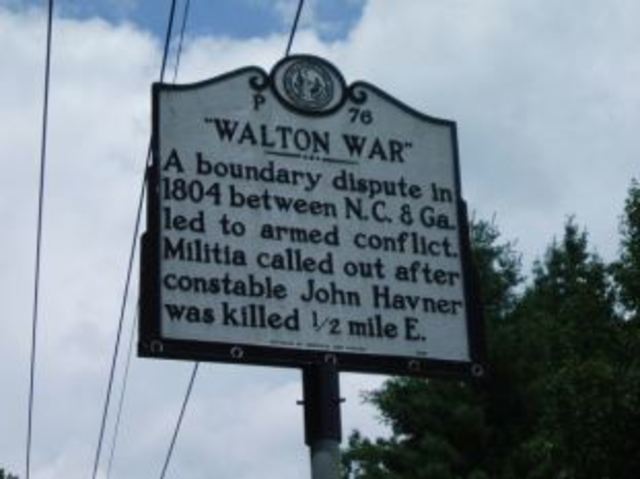 P 76
"WALTON WAR"
A boundary dispute in
1804 between N.C. & Ga.
led to armed conflict.
Militia called out after
constable John Havner
was killed 1/2 mile E.